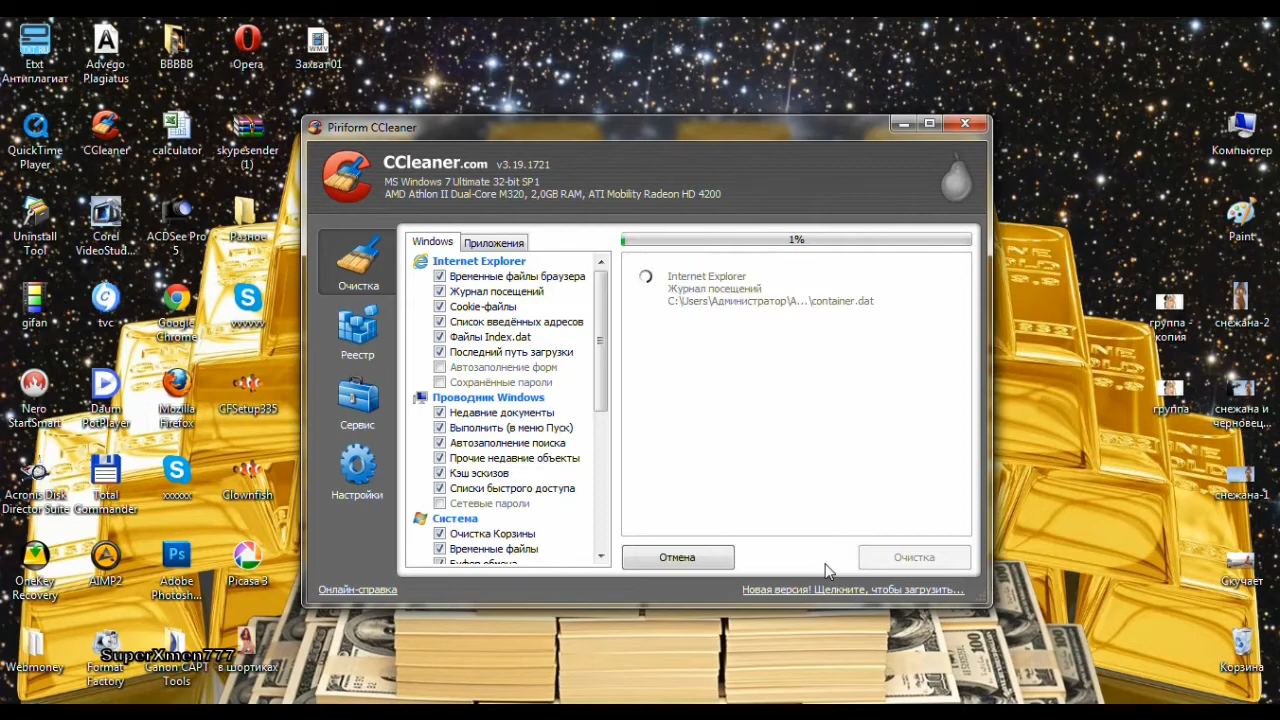 Etxt
Антиплагиат
Advego
Plagiatus
BBBBB
Opera
Захват 01
QuickTime
Player
CCleaner
calculator
skypesender
(1)
Uninstall
Tool
Corel
VideoStud...
ACDSee Pro
5
Разное
gifan
tvc
Google
Chrome
vvvvvv
Nero
StartSmart
Daum
PotPlayer
Mozilla
Firefox
CFSetup335
Acronis Disk
Director Suite
Total
Commander
xxxxxx
Clownfish
OneKey
Recovery
AIMP2
Adobe
Photosh...
Picasa 3
Webmoney
Format
Factory
Canon CAPT
Tools
в шортиках
SuperXmen777
Piriform CCleaner
CCleaner.com v3.19.1721
MS Windows 7 Ultimate 32-bit SP1
AMD Athlon II Dual-Core M320, 2,0GB RAM, ATI Mobility Radeon HD 4200
Очистка
Реестр
Сервис
Настройки
Windows
Приложения
Internet Explorer
Временные файлы браузера
Журнал посещений
Cookie-файлы
Список введённых адресов
Файлы Index.dat
Последний путь загрузки
Автозаполнение форм
Сохранённые пароли
Проводник Windows
Недавние документы
Выполнить (в меню Пуск)
Автозаполнение поиска
Прочие недавние объекты
Кэш эскизов
Списки быстрого доступа
Сетевые пароли
Система
Очистка Корзины
Временные файлы
Буфер обмена
1%
Internet Explorer
Журнал посещений
C:\Users\Администратор\A...\container.dat
Отмена
Очистка
Онлайн-справка
Новая версия! Щелкните, чтобы загрузить...
Компьютер
Paint
группа -
копия
снежана-2
группа
снежана и
черновец...
снежана-1
Скучает
Корзина